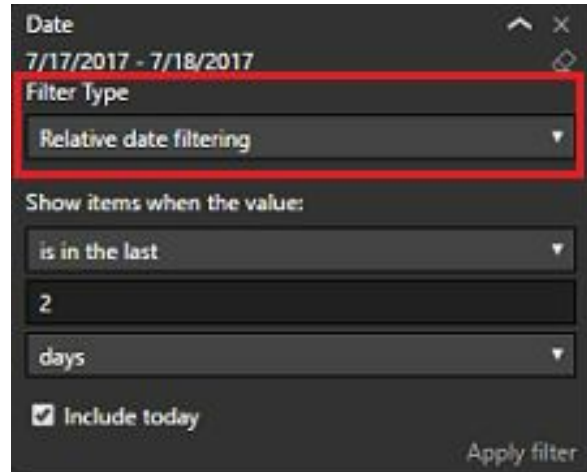 Date
7/17/2017 - 7/18/2017
Filter Type
Relative date filtering
Show items when the value:
is in the last
2
days
Include today
Apply filter